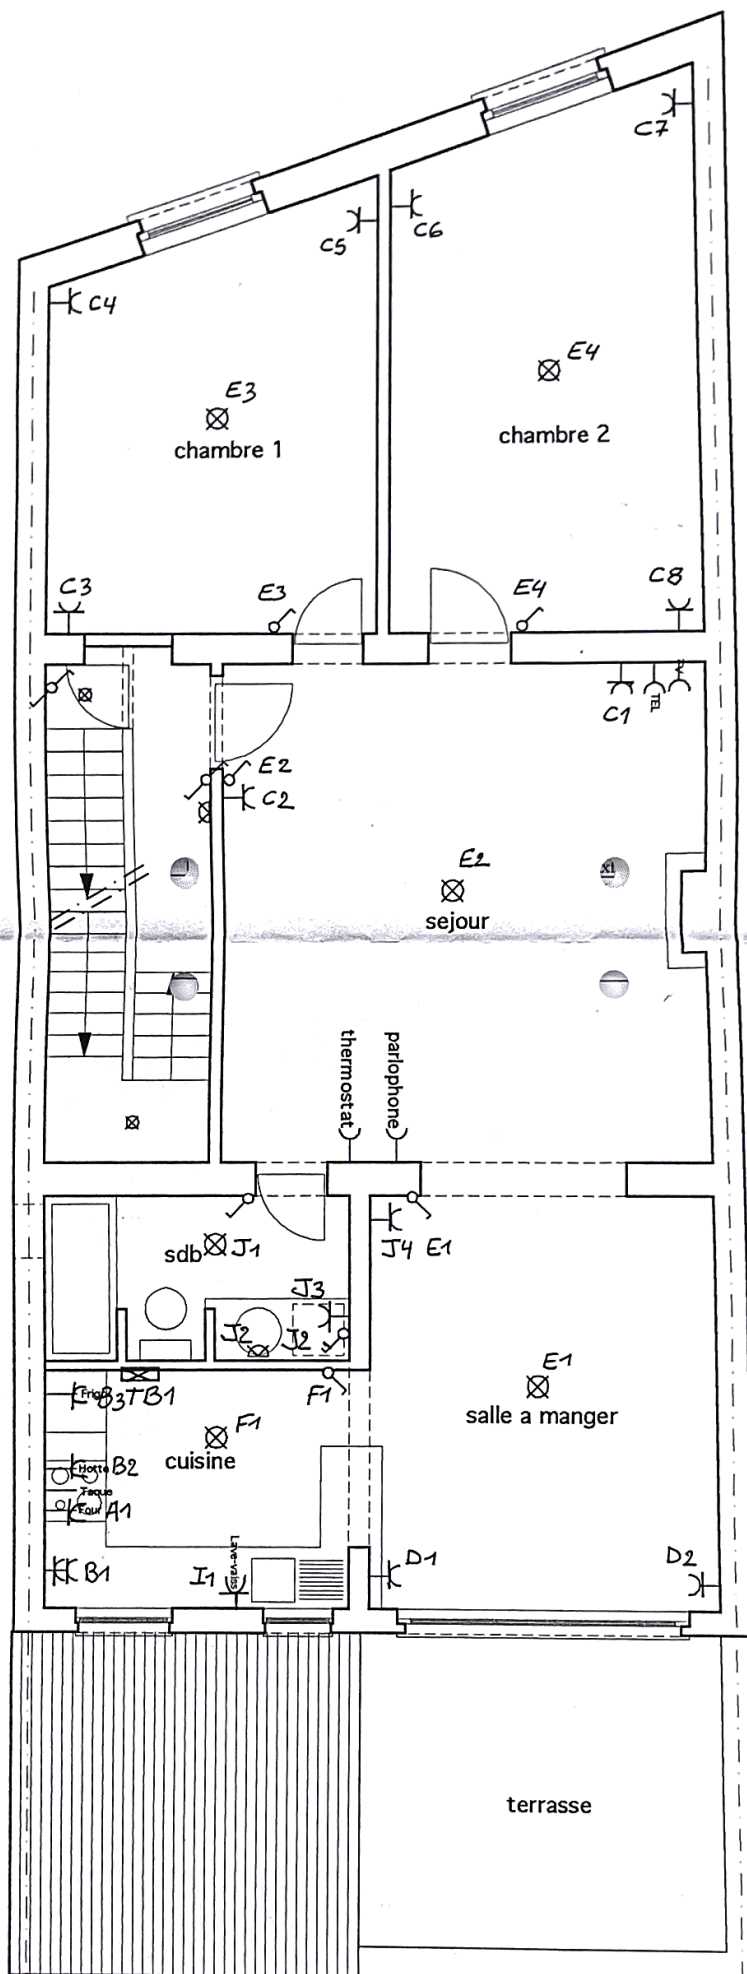 C7
C5
C6
C4
E4
E3
chambre 2
chambre 1
C3
E3
E4
C8
C1
TEL
TV
E2
C2
E2
sejour
thermostat
parlophone
sdb J1
J4 E1
J3
J2
J2
E1
salle a manger
Frigo B3 TB1
F1
F1
cuisine
Hotte B2
Taque
Four A1
B1
I1
Lave-vaiss
D1
D2
terrasse